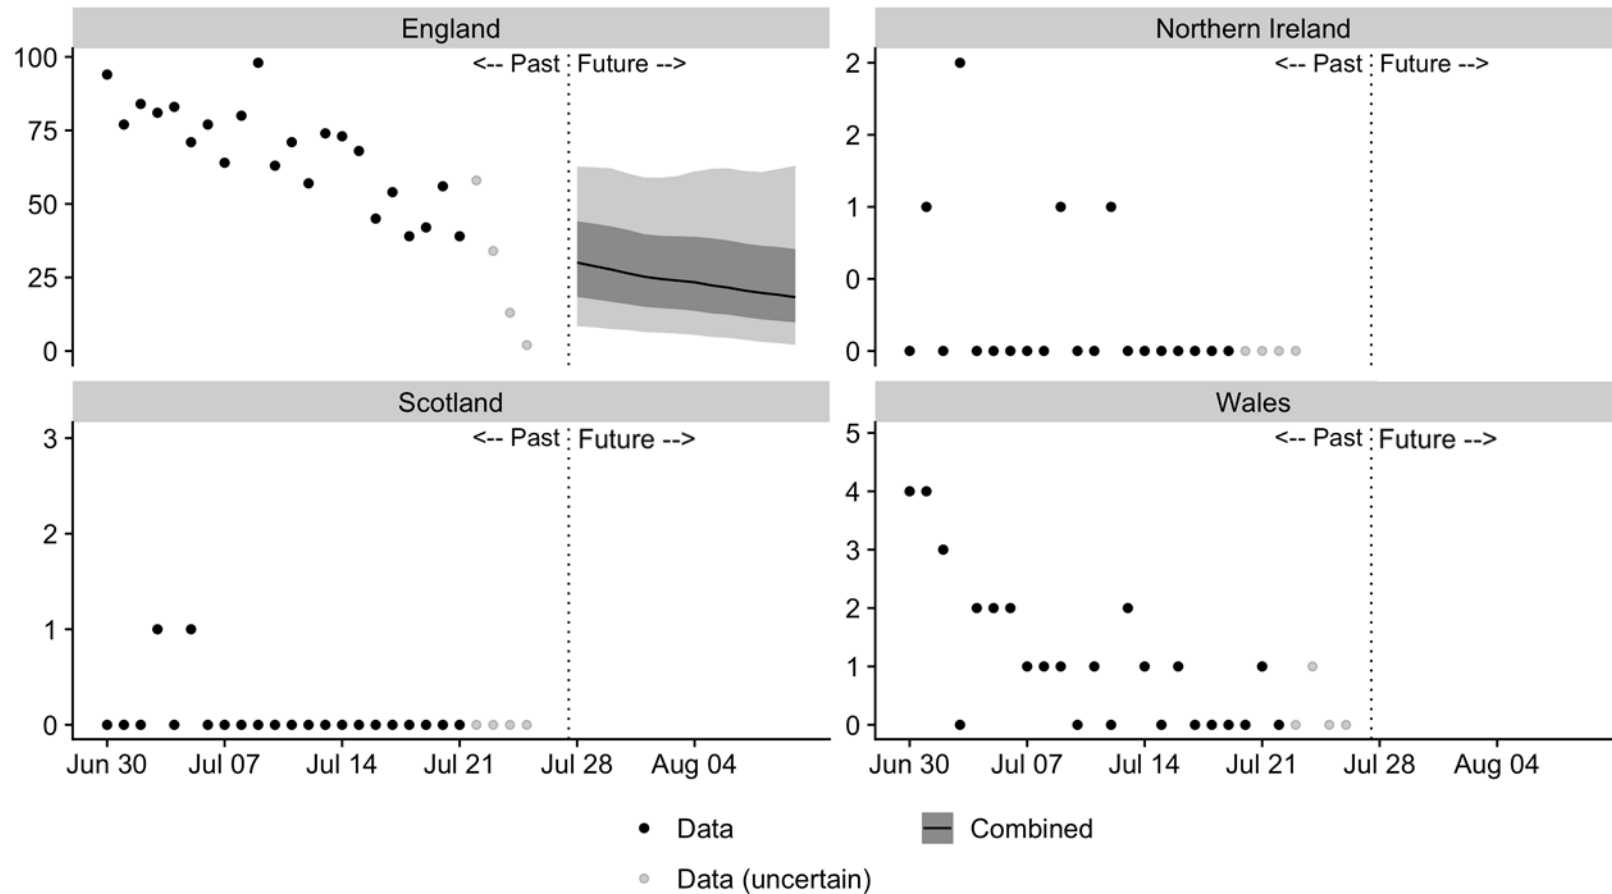 England
Northern Ireland
100
75
50
25
0
<-- Past
Future -->
2
2
1
0
0
<-- Past
Future -->
Scotland
Wales
3
2
1
0
<-- Past
Future -->
5
4
3
2
1
0
<-- Past
Future -->
Jun 30 Jul 07 Jul 14 Jul 21 Jul 28 Aug 04
Jun 30 Jul 07 Jul 14 Jul 21 Jul 28 Aug 04
Data
Combined
Data (uncertain)